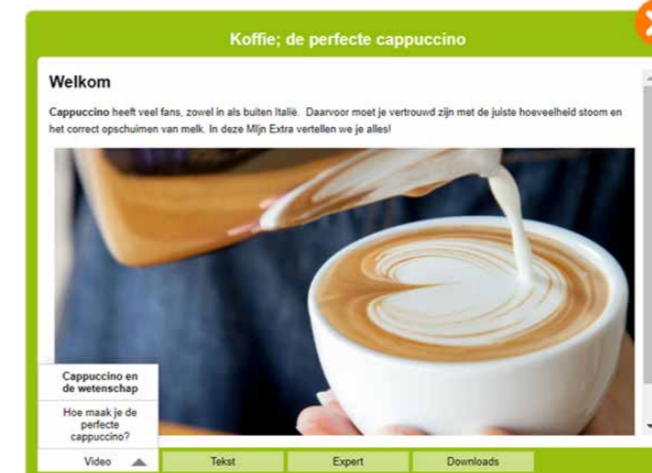 Koffie; de perfecte cappuccino
Welkom
Cappuccino heeft veel fans, zowel in als buiten Italië. Daarvoor moet je vertrouwd zijn met de juiste hoeveelheid stoom en
het correct opschuimen van melk. In deze MIjn Extra vertellen we je alles!
Cappuccino en
de wetenschap
Hoe maak je de
perfecte
cappuccino?
Video
Tekst
Expert
Downloads